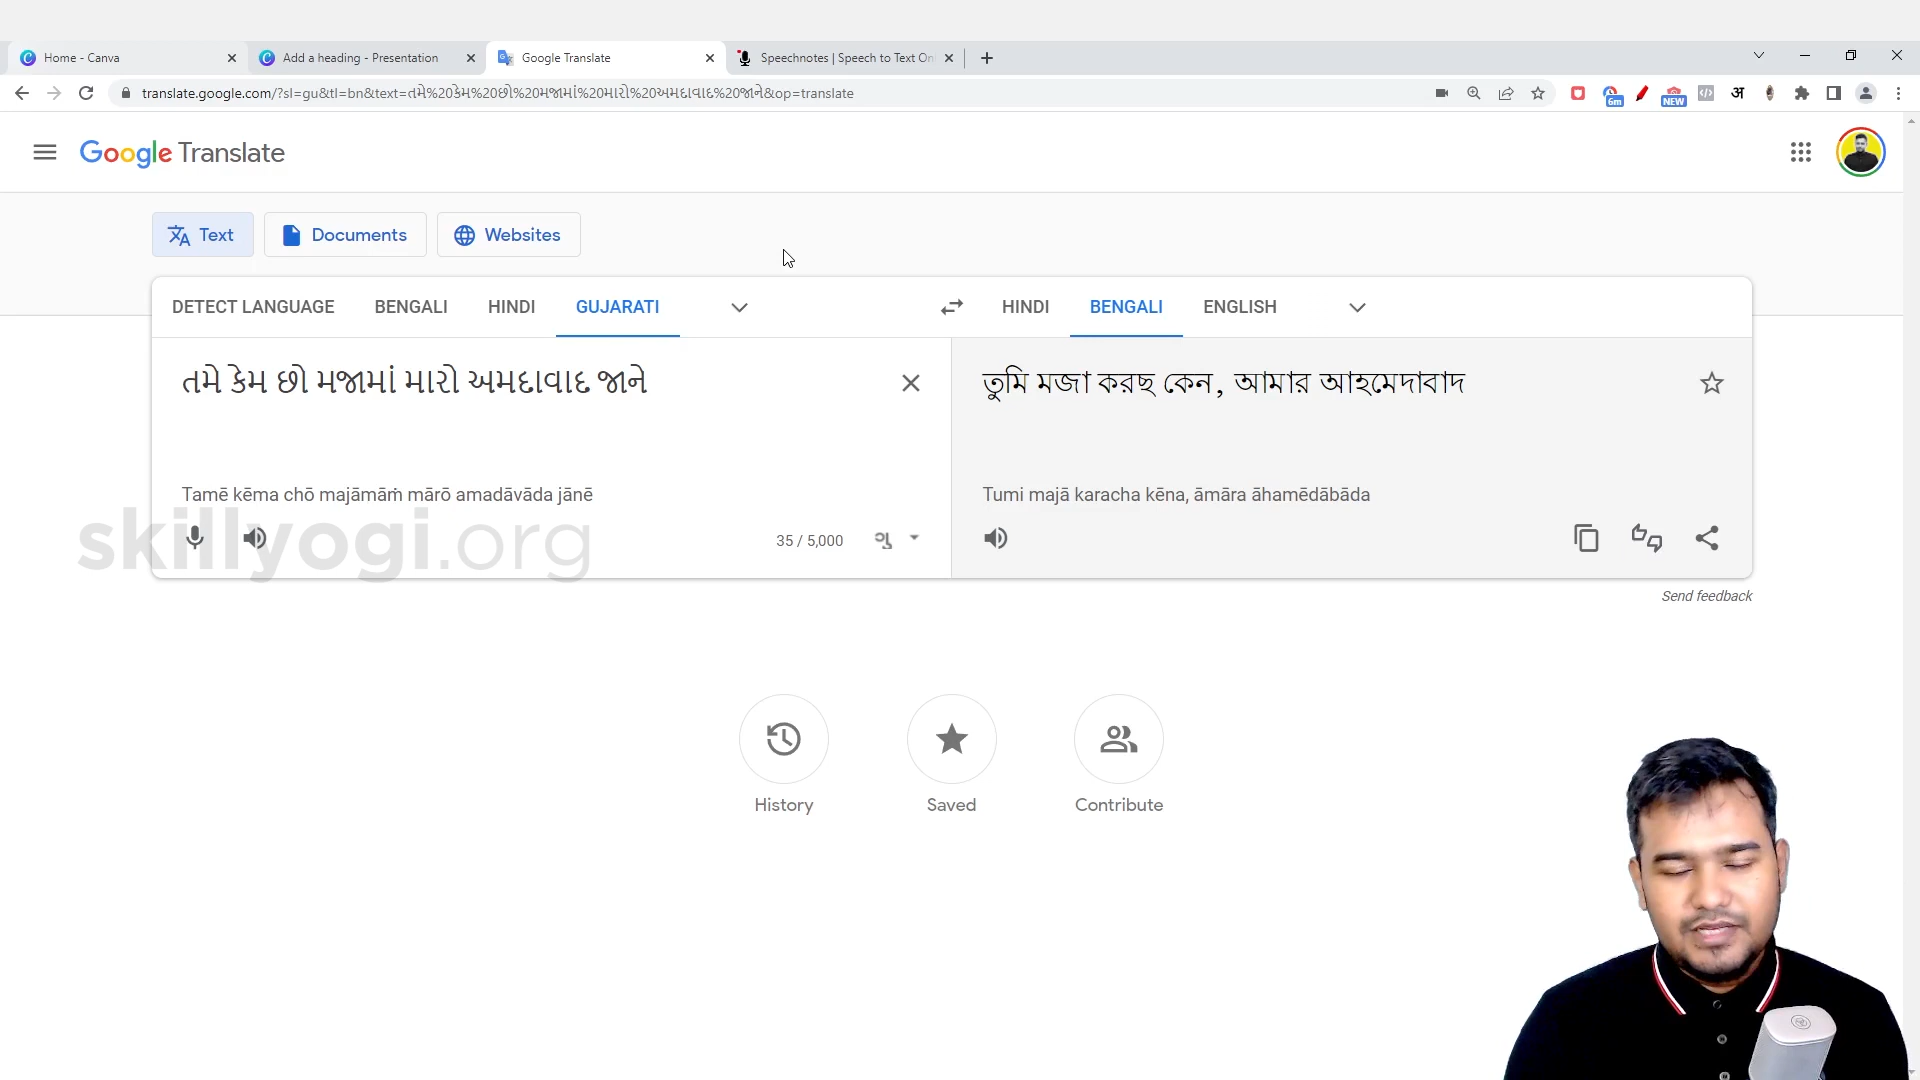 Home - Canva
Add a heading - Presentation
Google Translate
Speechnotes | Speech to Text On
translate.google.com/?sl=gu&tl=bn&text=તમે%20કેમ%20છો%20મજામાં%20મારો%20અમદાવાદ%20જાને&op=translate
6m
NEW
अ
Google Translate
Text
Documents
Websites
DETECT LANGUAGE
BENGALI
HINDI
GUJARATI
HINDI
BENGALI
ENGLISH
તમે કેમ છો મજામાં મારો અમદાવાદ જાને
তুমি মজা করছ কেন, আমার আহমেদাবাদ
Tamē kēma chō majāmāṁ mārō amadāvāda jānē
Tumi majā karacha kēna, āmāra āhamēdābāda
skillyogi.org
35 / 5,000
Send feedback
History
Saved
Contribute